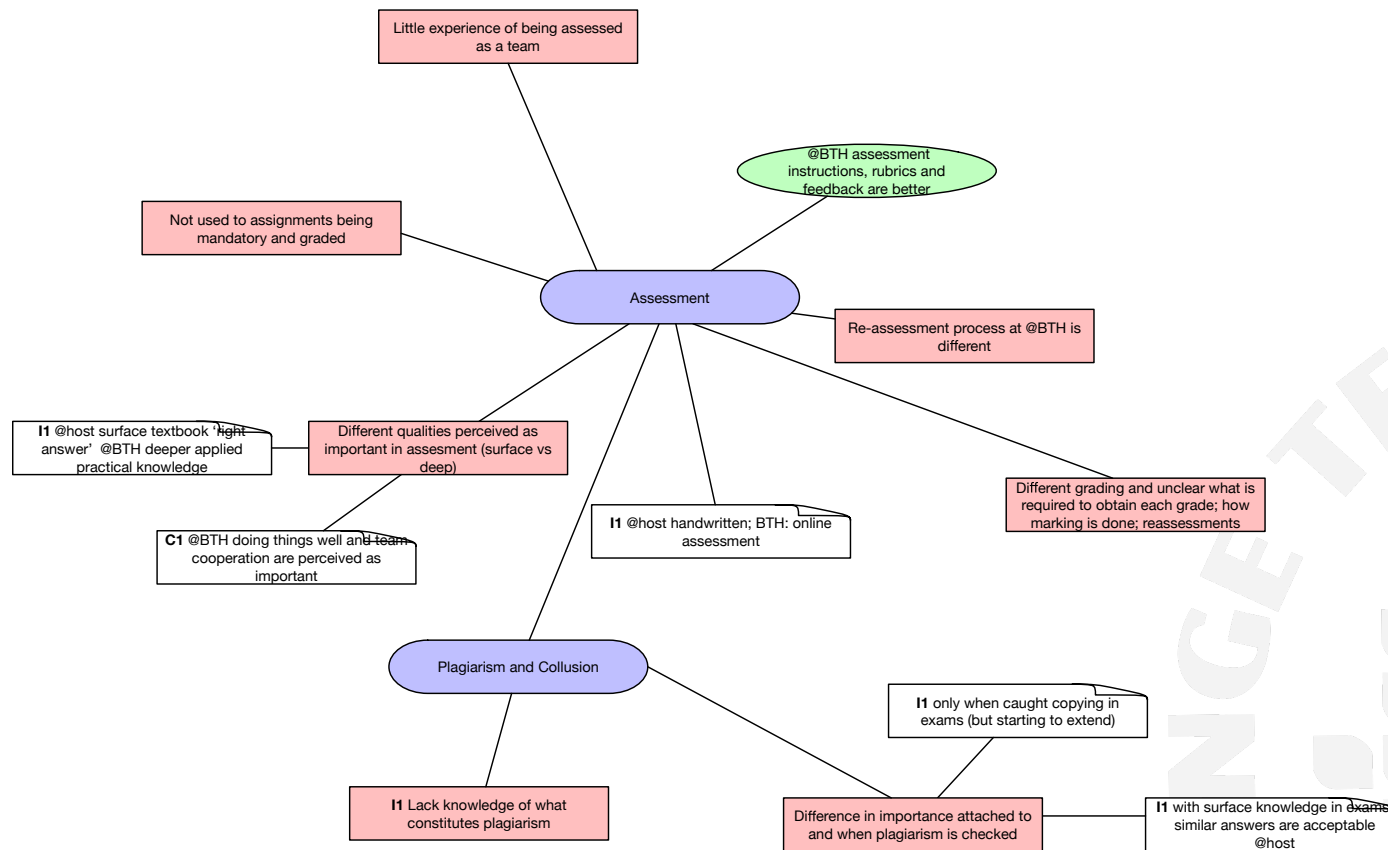 Little experience of being assessed
as a team
@BTH assessment
instructions, rubrics and
feedback are better
Not used to assignments being
mandatory and graded
Assessment
Re-assessment process at @BTH is
different
I1 @host surface textbook ‘right
answer’ @BTH deeper applied
practical knowledge
Different qualities perceived as
important in assesment (surface vs
deep)
Different grading and unclear what is
required to obtain each grade; how
marking is done; reassessments
I1 @host handwritten; BTH: online
assessment
C1 @BTH doing things well and team
cooperation are perceived as
important
Plagiarism and Collusion
I1 only when caught copying in
exams (but starting to extend)
I1 Lack knowledge of what
constitutes plagiarism
Difference in importance attached to
and when plagiarism is checked
I1 with surface knowledge in exams
similar answers are acceptable
@host
NGE TE